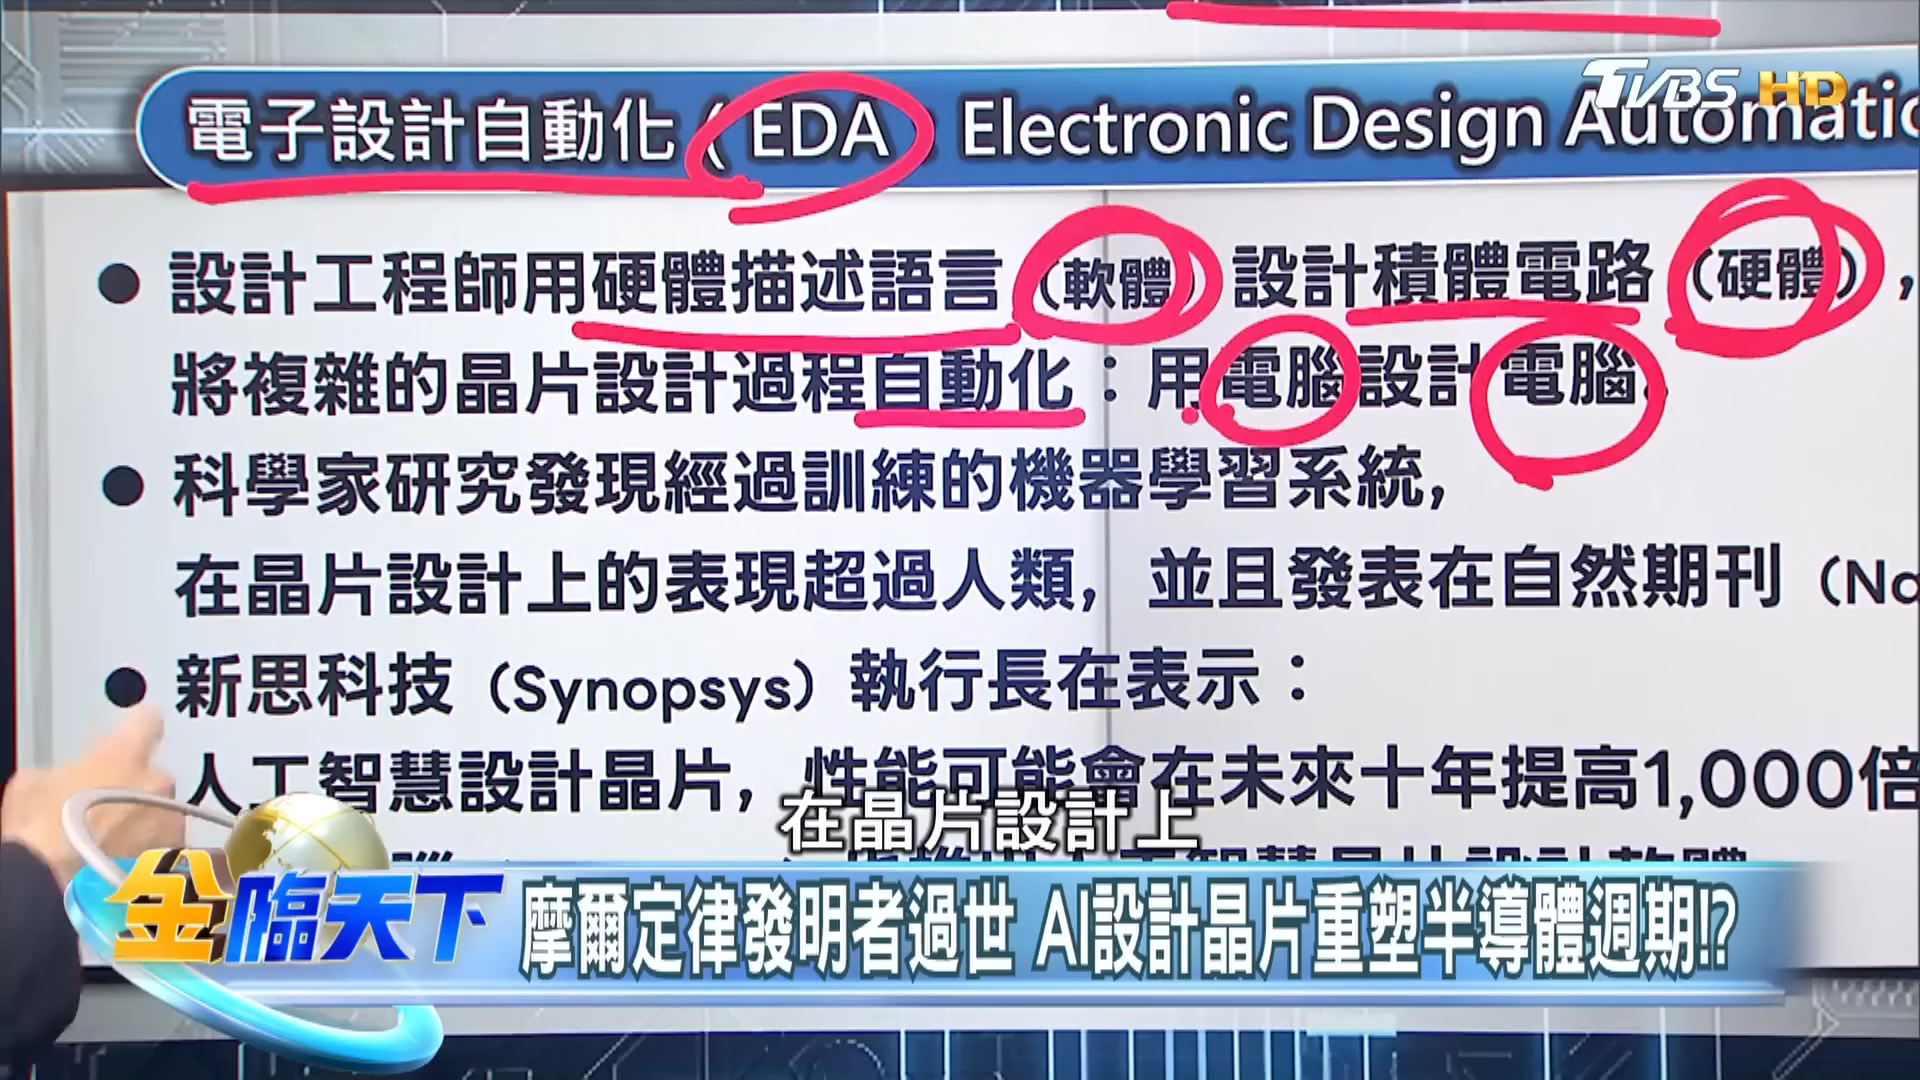 TVBS HD
電子設計自動化（EDA Electronic Design Automatic
● 設計工程師用硬體描述語言（軟體）設計積體電路（硬體），
將複雜的晶片設計過程自動化：用電腦設計電腦。
● 科學家研究發現經過訓練的機器學習系統，
在晶片設計上的表現超過人類，並且發表在自然期刊（Na
● 新思科技（Synopsys）執行長在表示：
人工智慧設計晶片，性能可能會在未來十年提高1,000倍
在晶片設計上
金臨天下
摩爾定律發明者過世 AI設計晶片重塑半導體週期!?